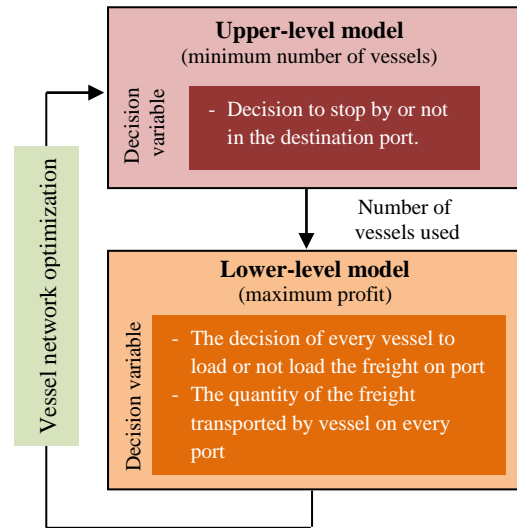 Upper-level model
(minimum number of vessels)
Decision
variable
- Decision to stop by or not
in the destination port.
Number of
vessels used
Vessel network optimization
Lower-level model
(maximum profit)
Decision variable
- The decision of every vessel to
load or not load the freight on port
- The quantity of the freight
transported by vessel on every
port